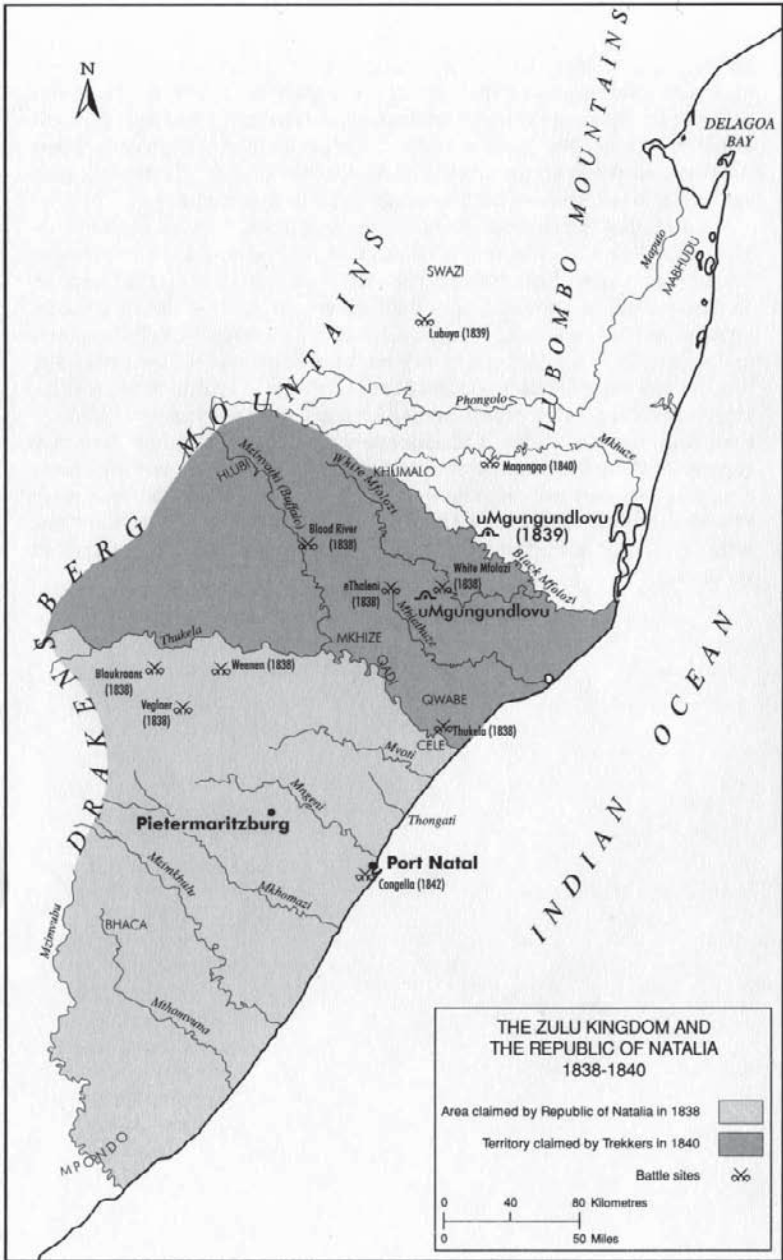 N
DELAGOA
BAY
LUBOMBO MOUNTAINS
Maputo
MABHUDU
SWAZI
Lubuya (1839)
DRAKENSBERG MOUNTAINS
Phongolo
Mkuze
HLUBI
Mzinyathi (Buffalo)
White Mfolozi
KHUMALO
Maqongqo (1840)
uMgungundlovu
(1839)
Black Mfolozi
Blood River
(1838)
White Mfolozi
(1838)
eThaleni
(1838)
uMgungundlovu
Mhlathuze
Thukela
MKHIZE
QADI
Blaukraans
(1838)
Weenen (1838)
QWABE
Veglaer
(1838)
Thukela (1838)
CELE
Mvoti
Mngeni
Thongati
Pietermaritzburg
Port Natal
Congella (1842)
Mzimkhulu
Mkhomazi
Mzimvubu
BHACA
Mthamvuna
MPONDO
INDIAN OCEAN
THE ZULU KINGDOM AND
THE REPUBLIC OF NATALIA
1838-1840
Area claimed by Republic of Natalia in 1838
Territory claimed by Trekkers in 1840
Battle sites
0 40 80 Kilometres
0 50 Miles